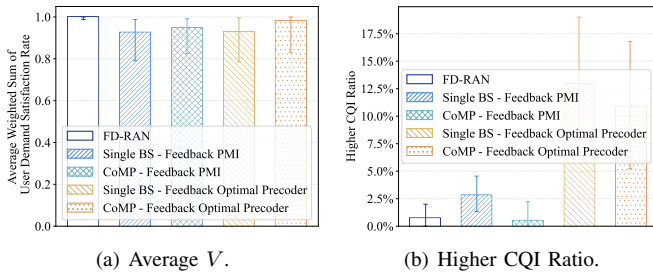 Average Weighted Sum of
User Demand Satisfaction Rate
1.0
0.8
0.6
0.4
0.2
0.0
FD-RAN
Single BS - Feedback PMI
CoMP - Feedback PMI
Single BS - Feedback Optimal Precoder
CoMP - Feedback Optimal Precoder
(a) Average V.
Higher CQI Ratio
17.5%
15.0%
12.5%
10.0%
7.5%
5.0%
2.5%
0.0%
FD-RAN
Single BS - Feedback PMI
CoMP - Feedback PMI
Single BS - Feedback Optimal Precoder
CoMP - Feedback Optimal Precoder
(b) Higher CQI Ratio.